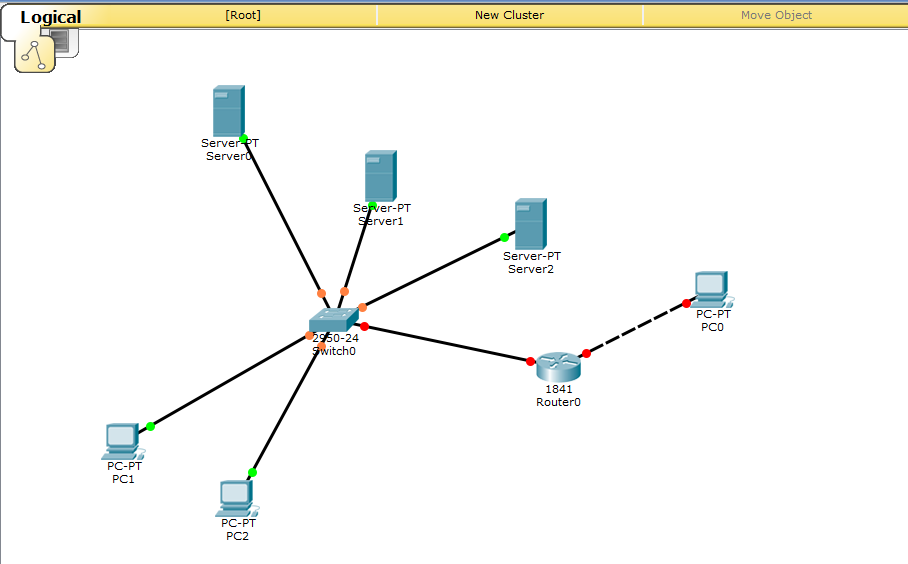 Logical
[Root]
New Cluster
Move Object
Server-PT
Server0
Server-PT
Server1
Server-PT
Server2
PC-PT
PC0
2950-24
Switch0
1841
Router0
PC-PT
PC1
PC-PT
PC2